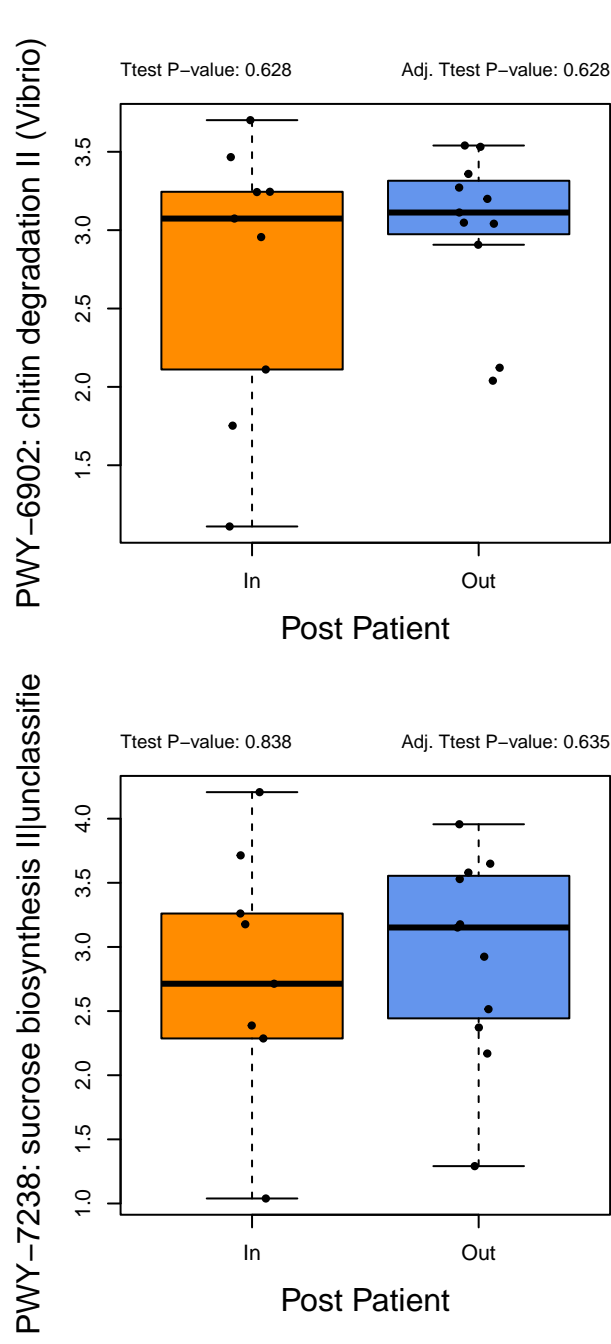 Ttest P−value: 0.628
Adj. Ttest P−value: 0.628
PWY−6902: chitin degradation II (Vibrio)
3.5
3.0
2.5
2.0
1.5
In
Out
Post Patient
Ttest P−value: 0.838
Adj. Ttest P−value: 0.635
PWY−7238: sucrose biosynthesis II|unclassifie
4.0
3.5
3.0
2.5
2.0
1.5
1.0
In
Out
Post Patient